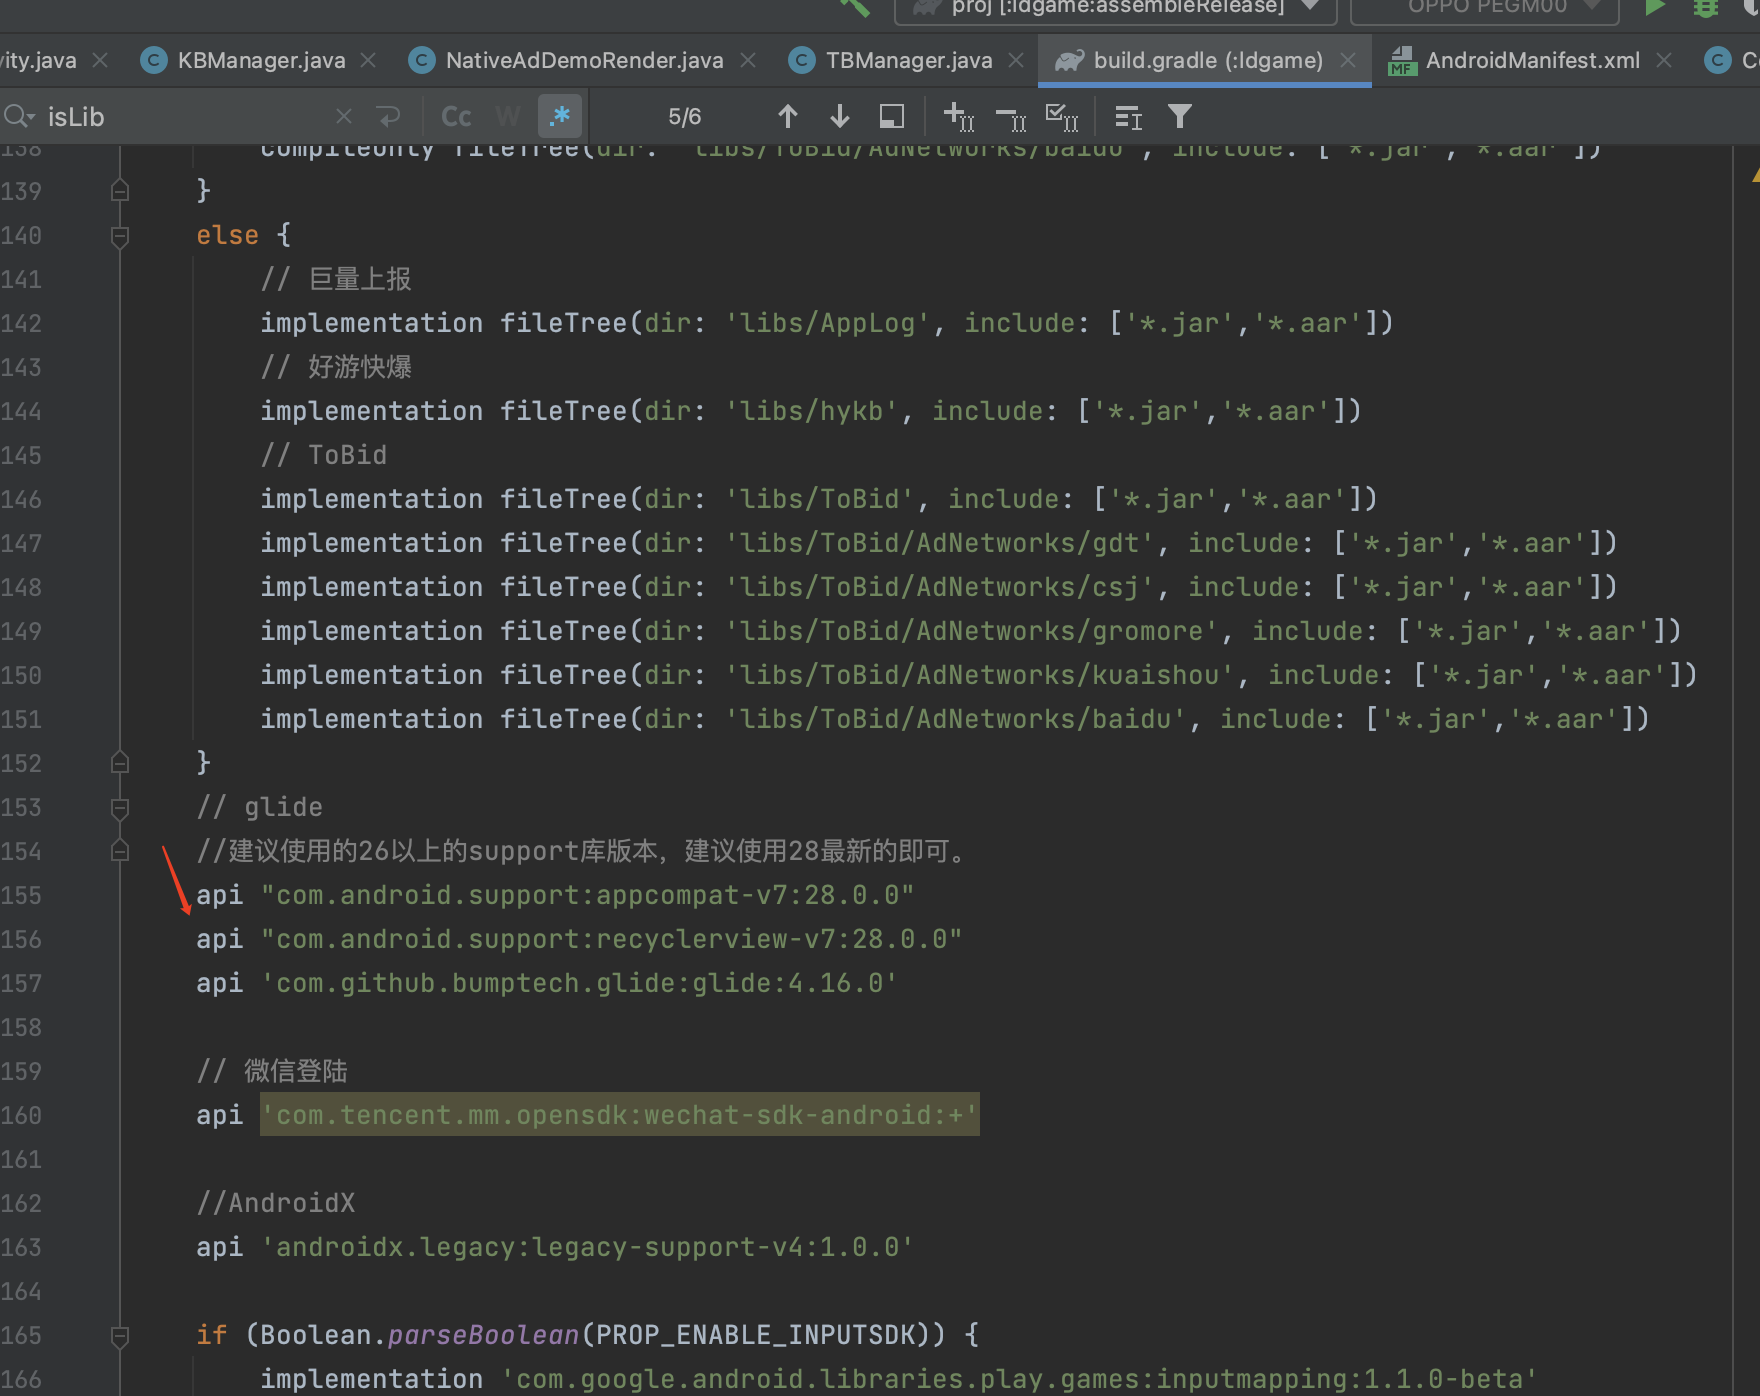 proj [:ldgame:assembleRelease] OPPO PEGM00
ity.java KBManager.java NativeAdDemoRender.java TBManager.java build.gradle (:ldgame) AndroidManifest.xml
isLib Cc W .* 5/6
138 compileOnly fileTree(dir: 'libs/ToBid/AdNetworks/baidu', include: ['*.jar','*.aar'])
139 }
140 else {
141 // 巨量上报
142 implementation fileTree(dir: 'libs/AppLog', include: ['*.jar','*.aar'])
143 // 好游快爆
144 implementation fileTree(dir: 'libs/hykb', include: ['*.jar','*.aar'])
145 // ToBid
146 implementation fileTree(dir: 'libs/ToBid', include: ['*.jar','*.aar'])
147 implementation fileTree(dir: 'libs/ToBid/AdNetworks/gdt', include: ['*.jar','*.aar'])
148 implementation fileTree(dir: 'libs/ToBid/AdNetworks/csj', include: ['*.jar','*.aar'])
149 implementation fileTree(dir: 'libs/ToBid/AdNetworks/gromore', include: ['*.jar','*.aar'])
150 implementation fileTree(dir: 'libs/ToBid/AdNetworks/kuaishou', include: ['*.jar','*.aar'])
151 implementation fileTree(dir: 'libs/ToBid/AdNetworks/baidu', include: ['*.jar','*.aar'])
152 }
153 // glide
154 //建议使用的26以上的support库版本，建议使用28最新的即可。
155 api "com.android.support:appcompat-v7:28.0.0"
156 api "com.android.support:recyclerview-v7:28.0.0"
157 api 'com.github.bumptech.glide:glide:4.16.0'
158
159 // 微信登陆
160 api 'com.tencent.mm.opensdk:wechat-sdk-android:+'
161
162 //AndroidX
163 api 'androidx.legacy:legacy-support-v4:1.0.0'
164
165 if (Boolean.parseBoolean(PROP_ENABLE_INPUTSDK)) {
166 implementation 'com.google.android.libraries.play.games:inputmapping:1.1.0-beta'